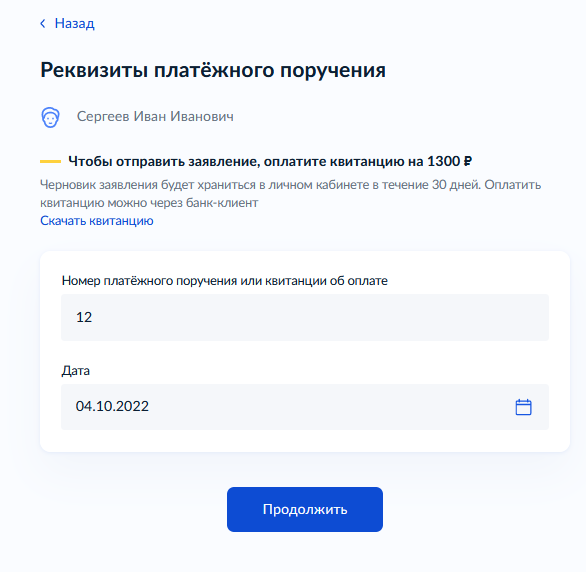 Назад
Реквизиты платёжного поручения
Сергеев Иван Иванович
Чтобы отправить заявление, оплатите квитанцию на 1300 ₽
Черновик заявления будет храниться в личном кабинете в течение 30 дней. Оплатить
квитанцию можно через банк-клиент
Скачать квитанцию
Номер платёжного поручения или квитанции об оплате
12
Дата
04.10.2022
Продолжить